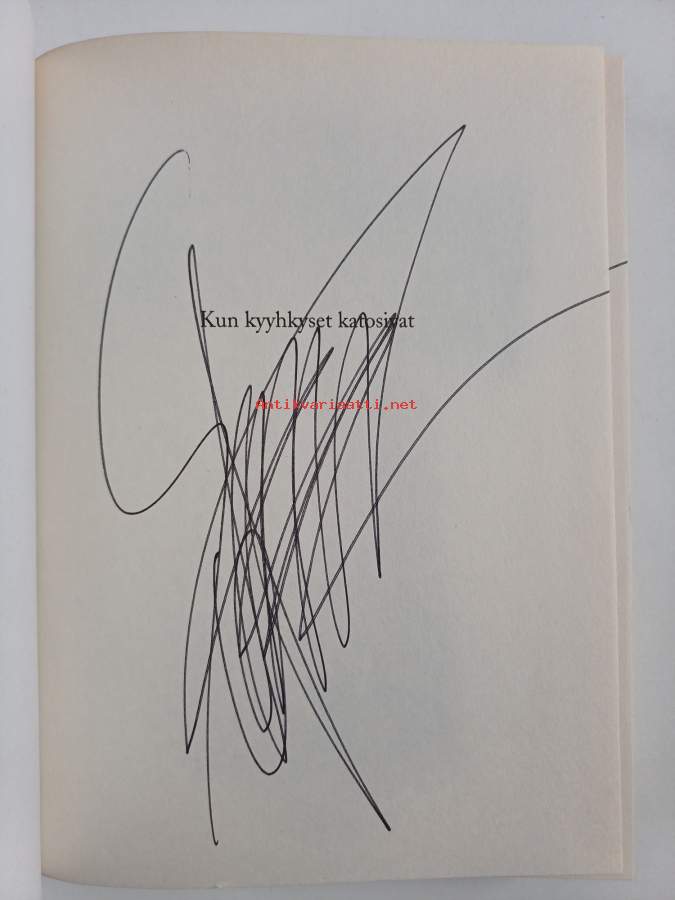 Kun kyyhkyset katosivat
Antikvariaatti.net